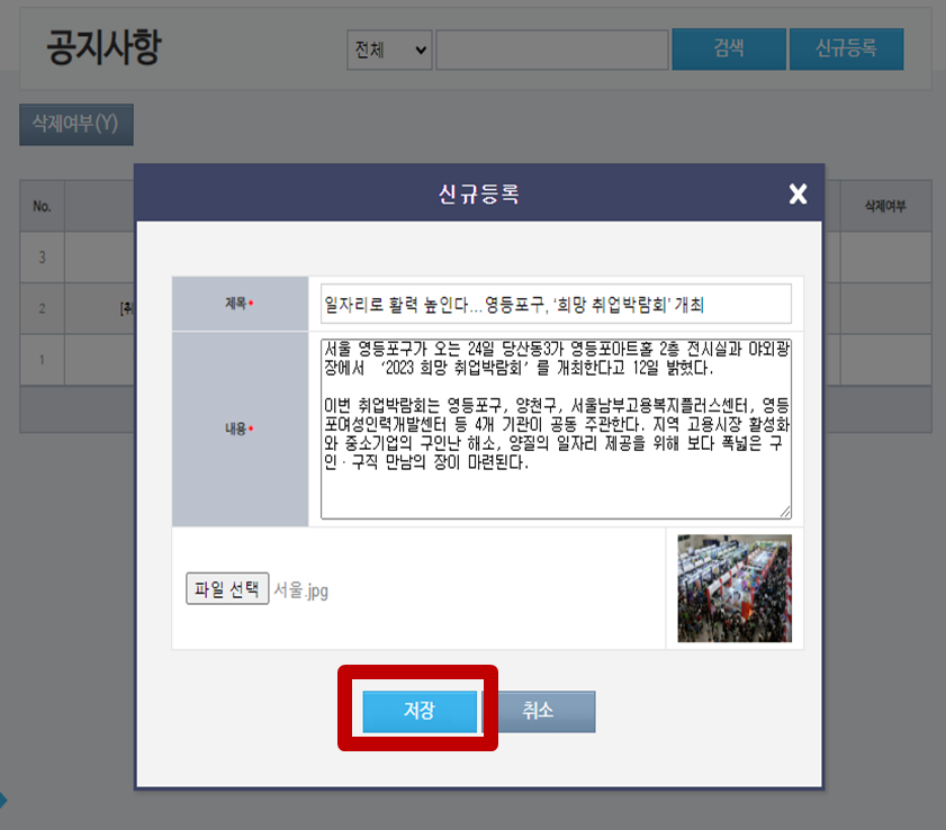 공지사항
전체
검색
신규등록
삭제여부(Y)
No.
삭제여부
3
2
[취
1
신규등록
X
제목•
일자리로 활력 높인다... 영등포구, ‘희망 취업박람회’ 개최
내용•
서울 영등포구가 오는 24일 당산동3가 영등포아트홀 2층 전시실과 야외광
장에서 ‘2023 희망 취업박람회’ 를 개최한다고 12일 밝혔다.
이번 취업박람회는 영등포구, 양천구, 서울남부고용복지플러스센터, 영등
포여성인력개발센터 등 4개 기관이 공동 주관한다. 지역 고용시장 활성화
와 중소기업의 구인난 해소, 양질의 일자리 제공을 위해 보다 폭넓은 구
인·구직 만남의 장이 마련된다.
파일 선택 서울.jpg
저장
취소